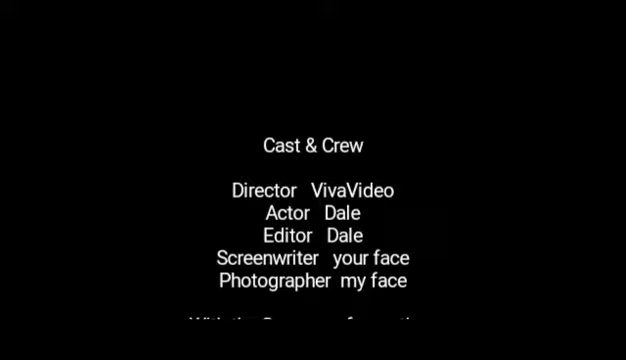 Cast & Crew
Director VivaVideo
Actor Dale
Editor Dale
Screenwriter your face
Photographer my face